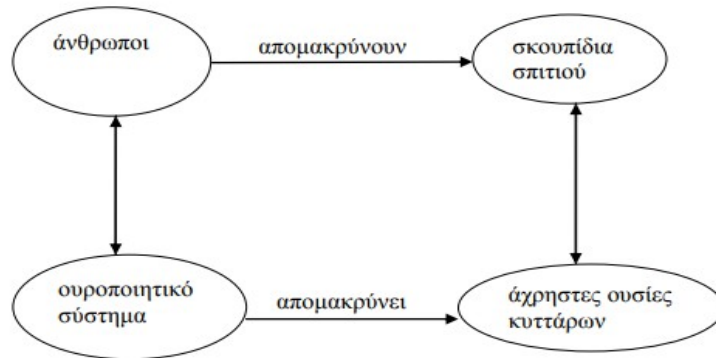 άνθρωποι
απομακρύνουν
σκουπίδια
σπιτιού
ουροποιητικό
σύστημα
απομακρύνει
άχρηστες ουσίες
κυττάρων